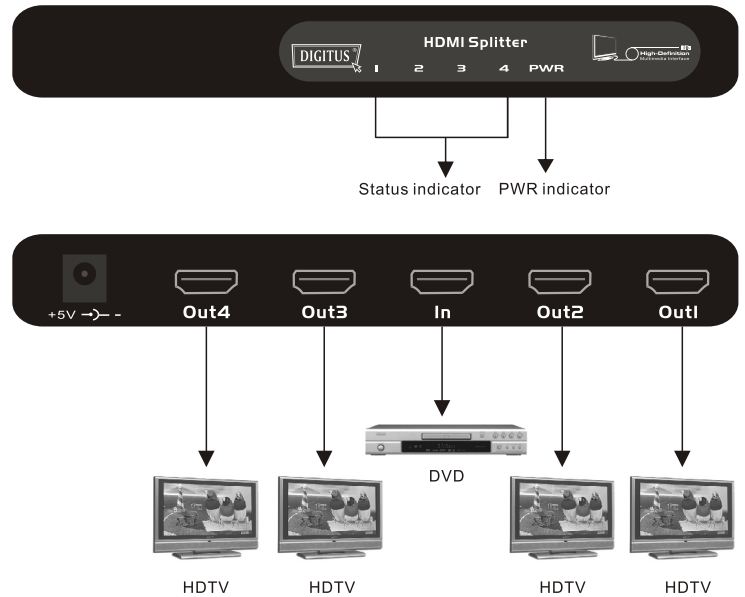 HDMI Splitter
DIGITUS®
1 2 3 4 PWR
High-Definition
Multimedia Interface
Status indicator PWR indicator
+5V -
Out4 Out3 In Out2 Out1
DVD
HDTV HDTV HDTV HDTV